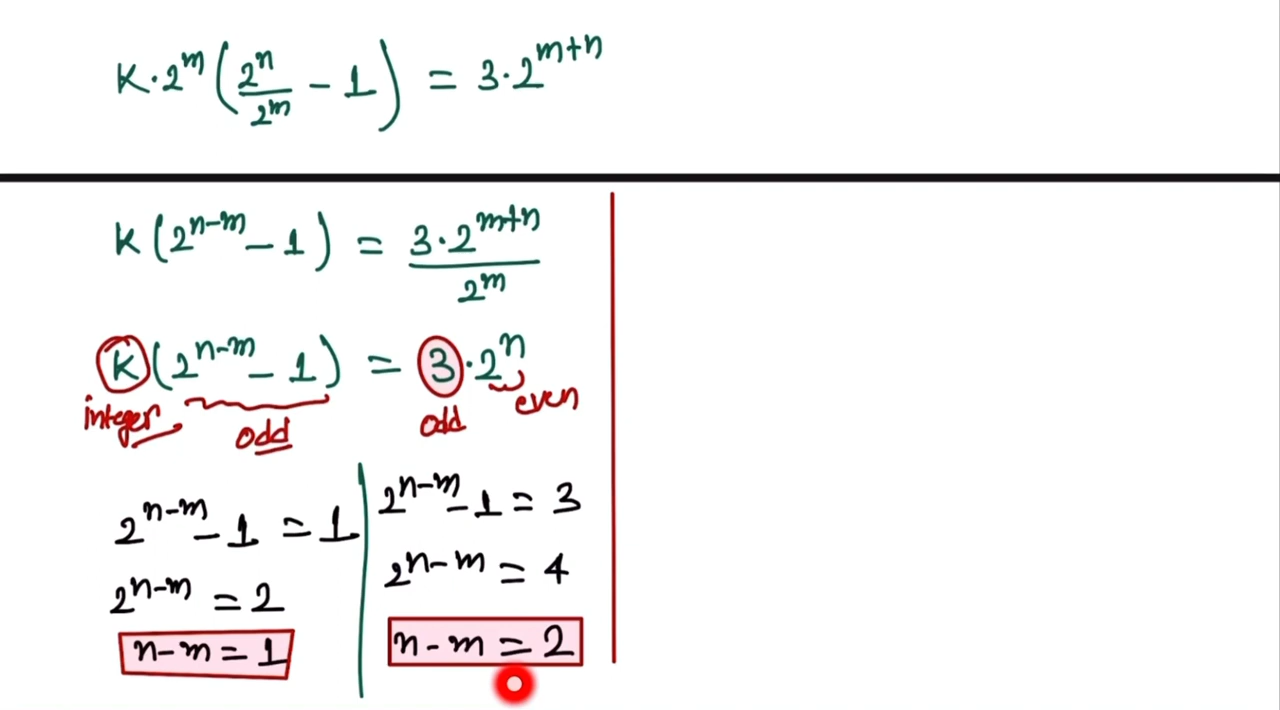 K·2^m(2^n/2^m - 1) = 3·2^(m+n)
K(2^(n-m) - 1) = 3·2^(m+n)/2^m
K(2^(n-m) - 1) = 3·2^n
integer odd odd even
2^(n-m) - 1 = 1
2^(n-m) = 2
n-m = 1
2^(n-m) - 1 = 3
2^(n-m) = 4
n-m = 2